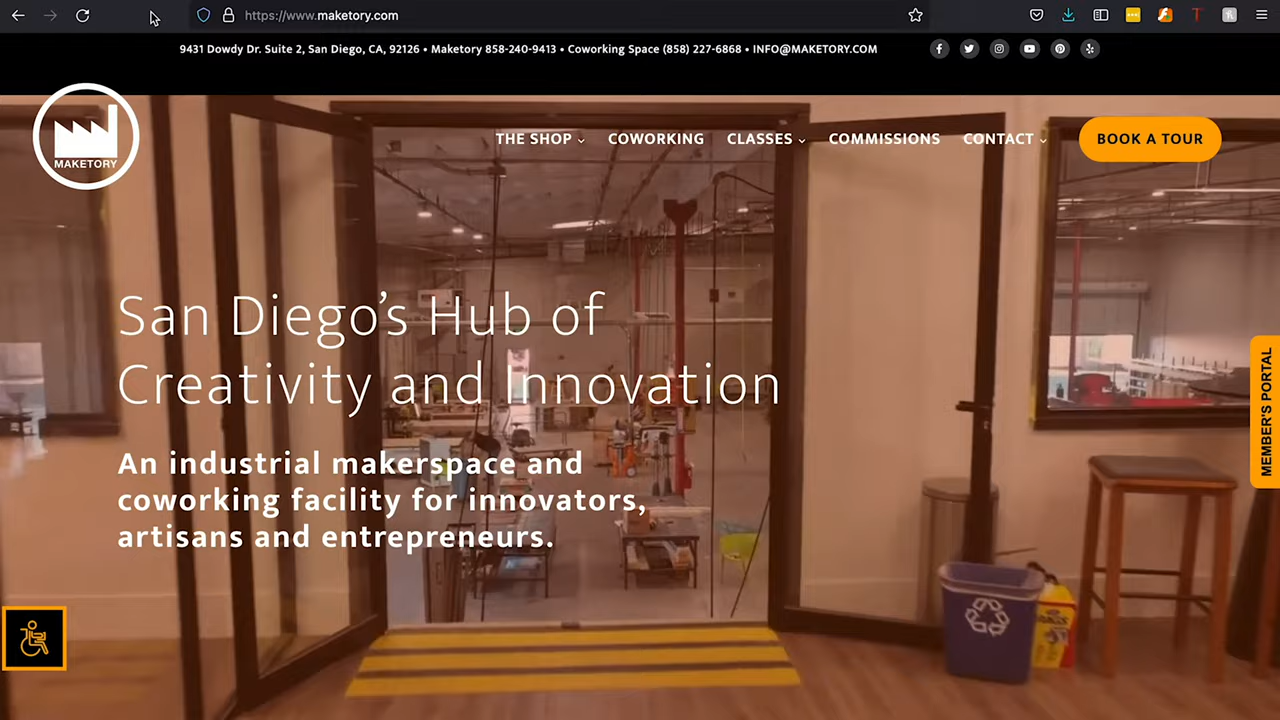 https://www.maketory.com
9431 Dowdy Dr. Suite 2, San Diego, CA, 92126 • Maketory 858-240-9413 • Coworking Space (858) 227-6868 • INFO@MAKETORY.COM
MAKETORY
THE SHOP COWORKING CLASSES COMMISSIONS CONTACT BOOK A TOUR
San Diego’s Hub of
Creativity and Innovation
An industrial makerspace and
coworking facility for innovators,
artisans and entrepreneurs.
MEMBER'S PORTAL